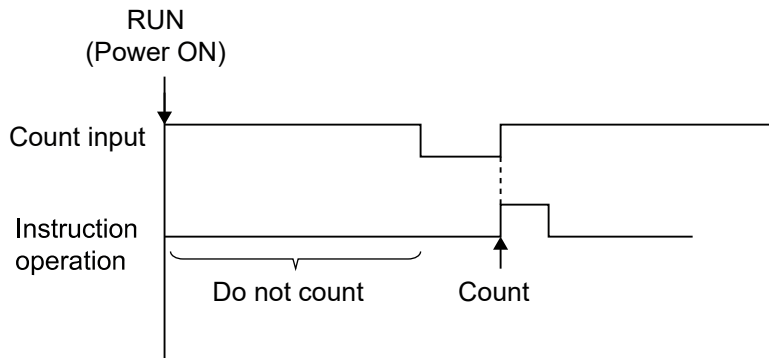 RUN
(Power ON)
Count input
Instruction
operation
Do not count
Count